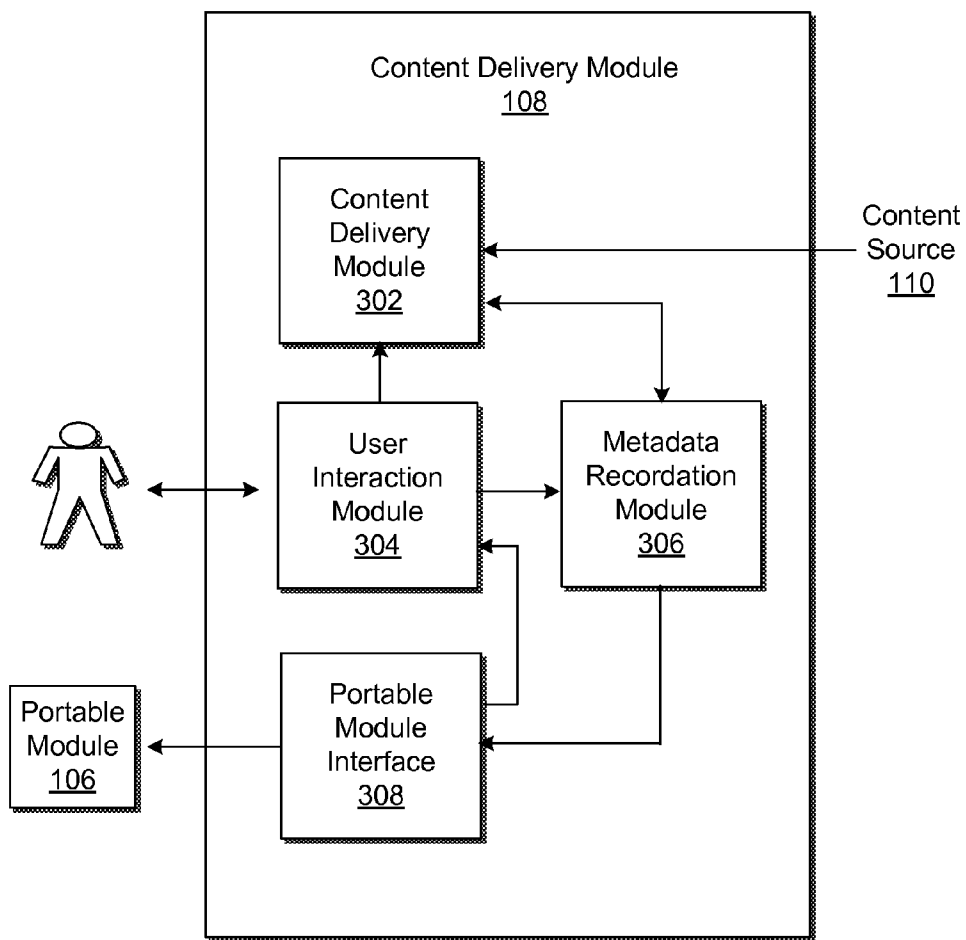 Content Delivery Module
108
Content
Delivery
Module
302
Content
Source
110
User
Interaction
Module
304
Metadata
Recordation
Module
306
Portable
Module
106
Portable
Module
Interface
308